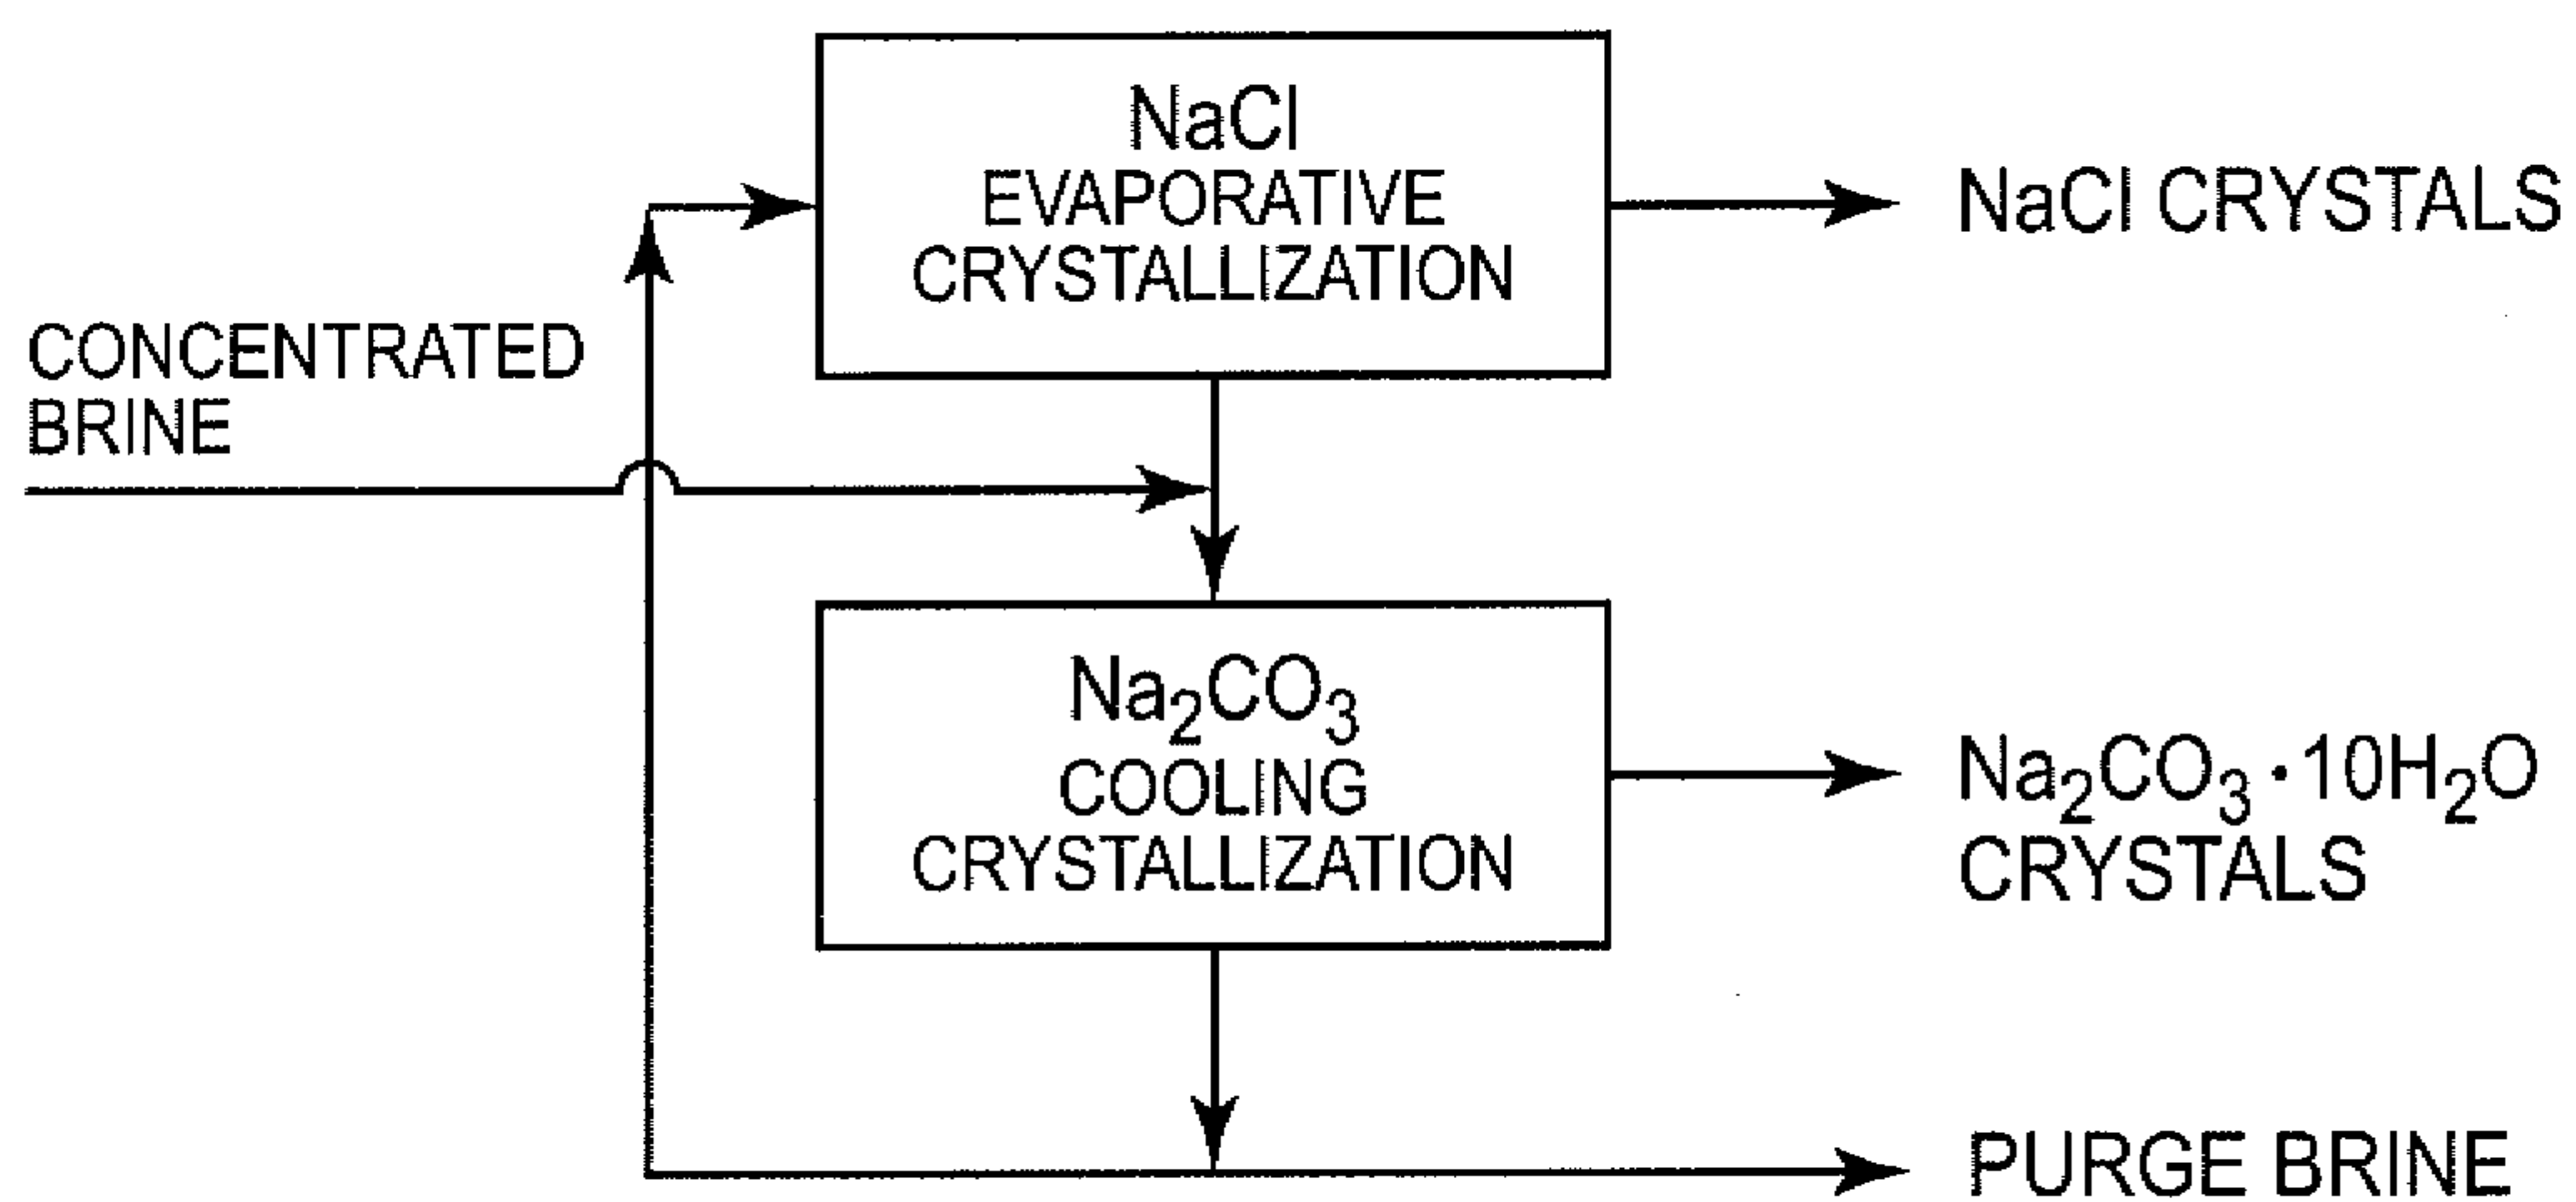 NaCl
EVAPORATIVE
CRYSTALLIZATION
NaCl CRYSTALS
CONCENTRATED
BRINE
Na₂CO₃
COOLING
CRYSTALLIZATION
Na₂CO₃·10H₂O
CRYSTALS
PURGE BRINE